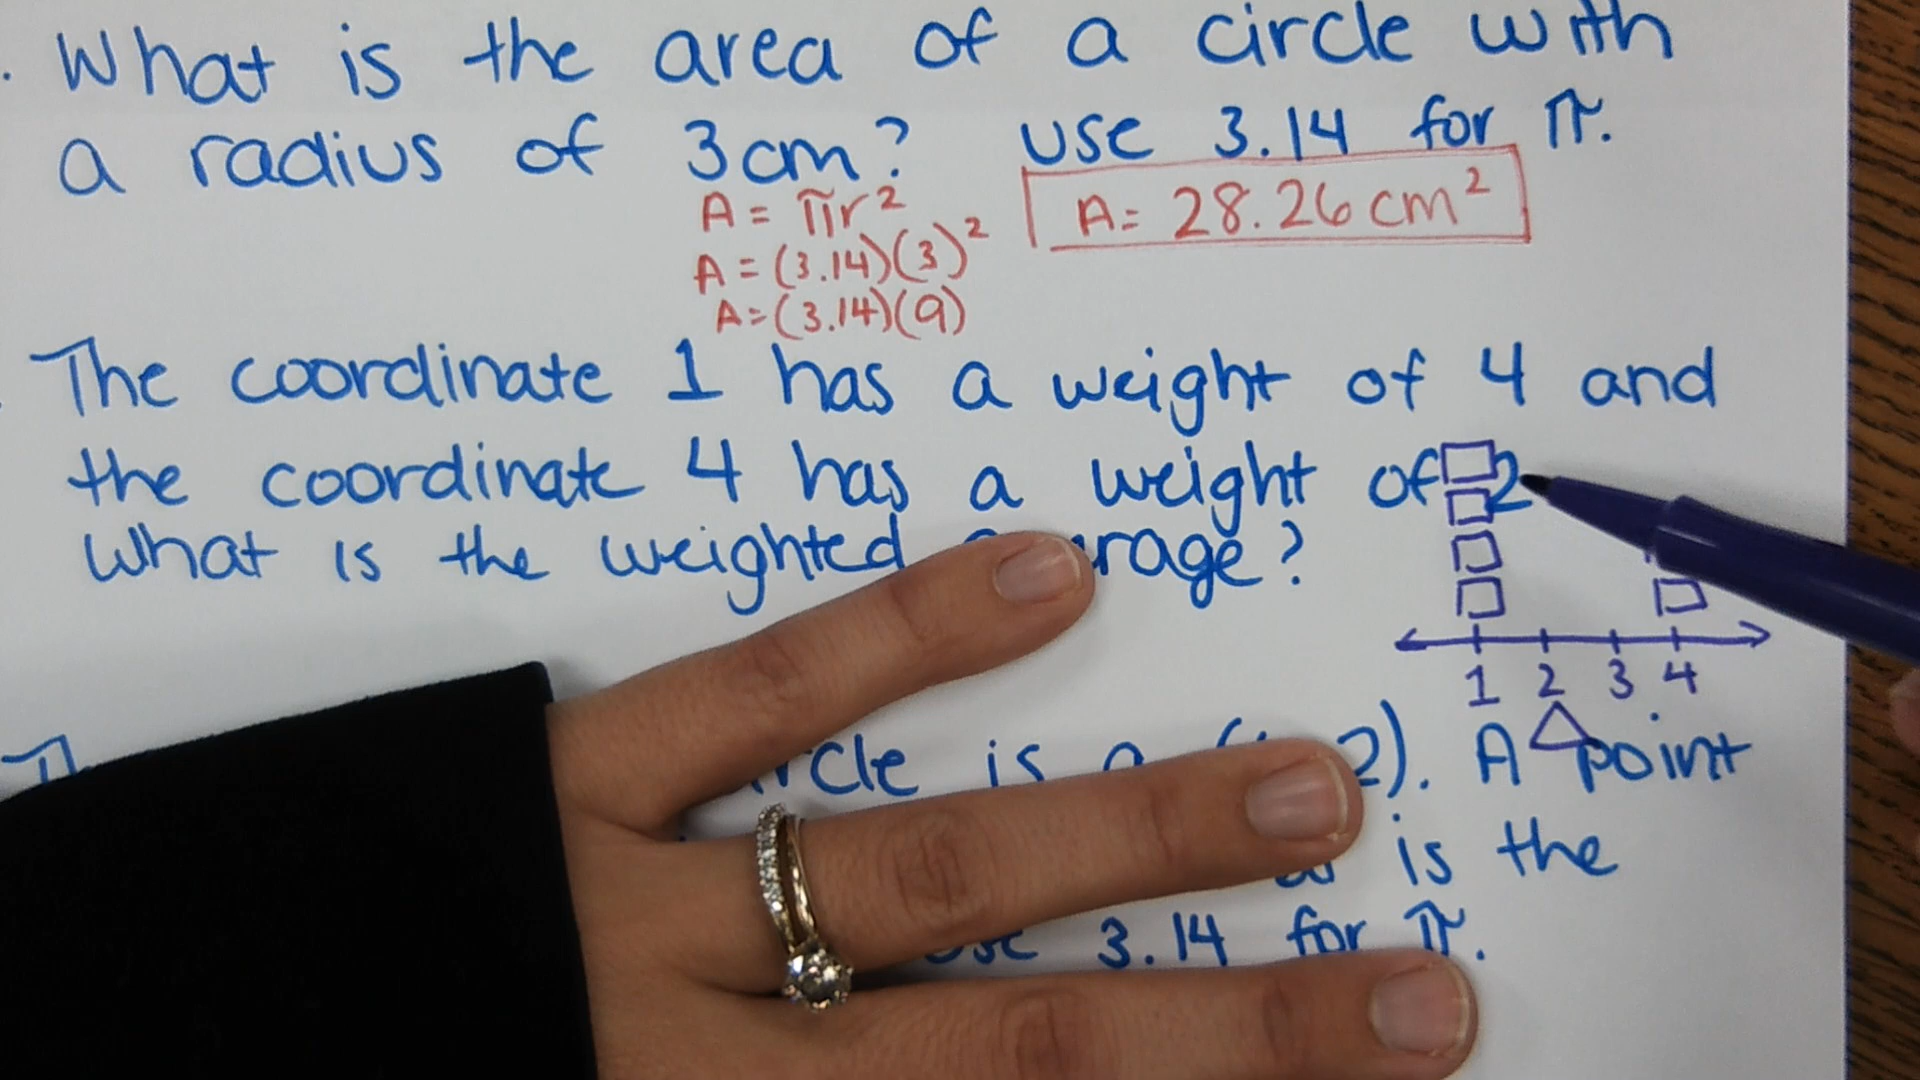 What is the area of a circle with
a radius of 3cm? use 3.14 for π.
A = πr²
A = (3.14)(3)²
A = (3.14)(9)
A = 28.26 cm²
The coordinate 1 has a weight of 4 and
the coordinate 4 has a weight of 2
What is the weighted ?
1 2 3 4
is a 2). A point
is the
3.14 for π.